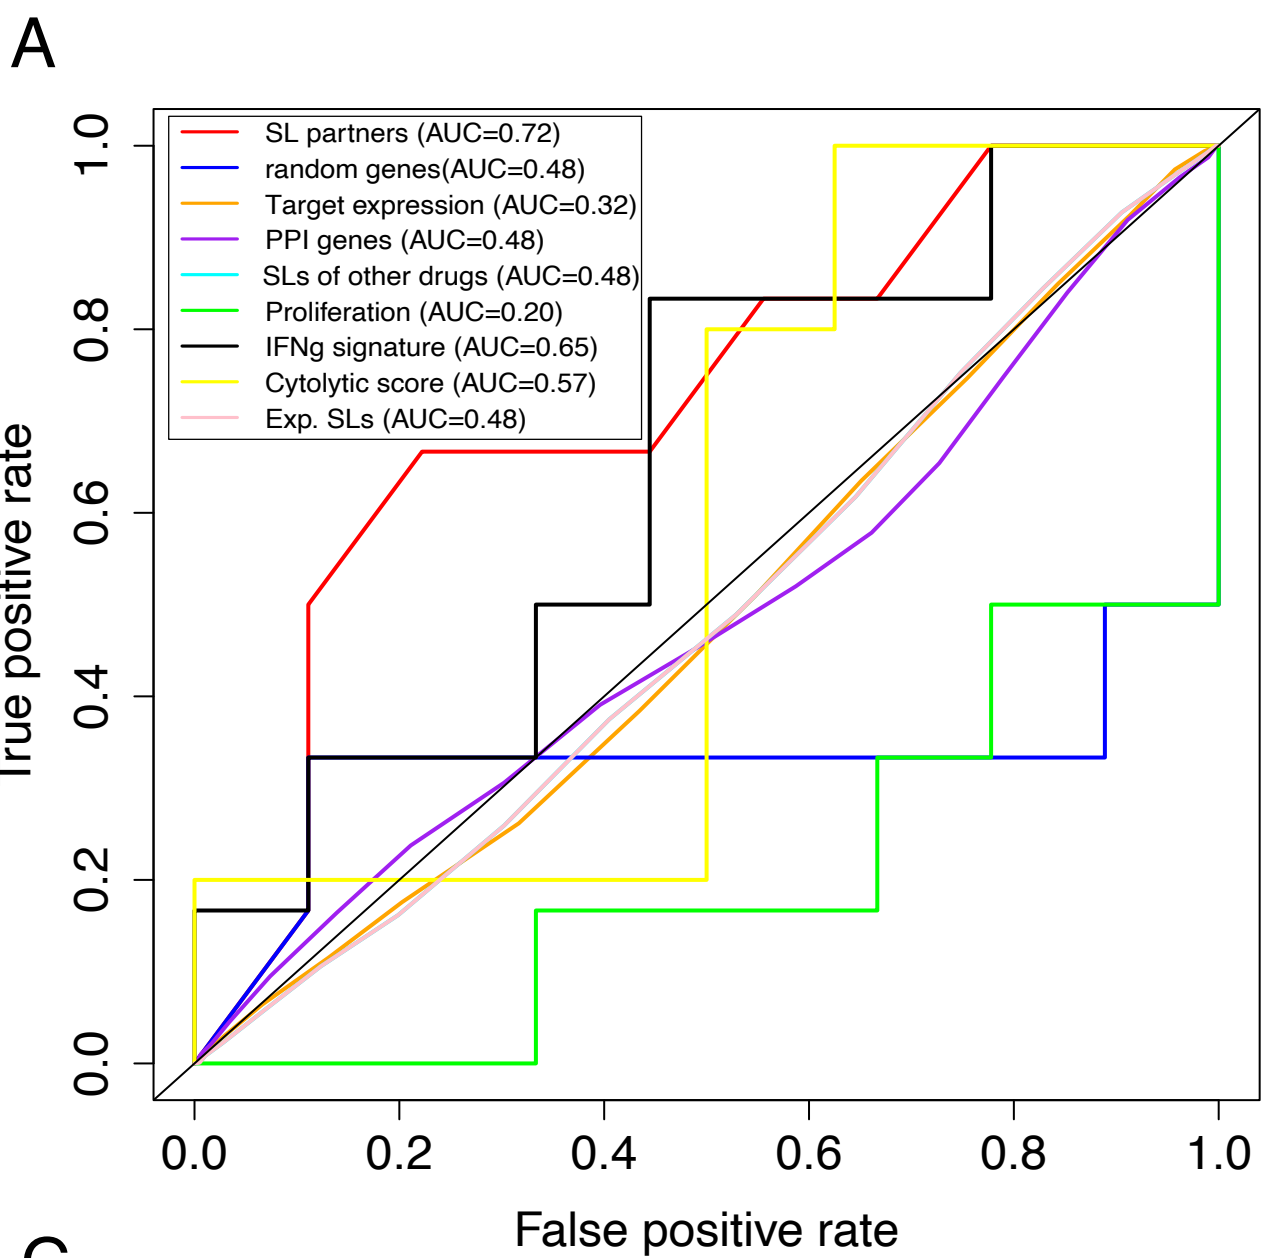 A
SL partners (AUC=0.72)
random genes(AUC=0.48)
Target expression (AUC=0.32)
PPI genes (AUC=0.48)
SLs of other drugs (AUC=0.48)
Proliferation (AUC=0.20)
IFNg signature (AUC=0.65)
Cytolytic score (AUC=0.57)
Exp. SLs (AUC=0.48)
True positive rate
1.0
0.8
0.6
0.4
0.2
0.0
0.0 0.2 0.4 0.6 0.8 1.0
False positive rate